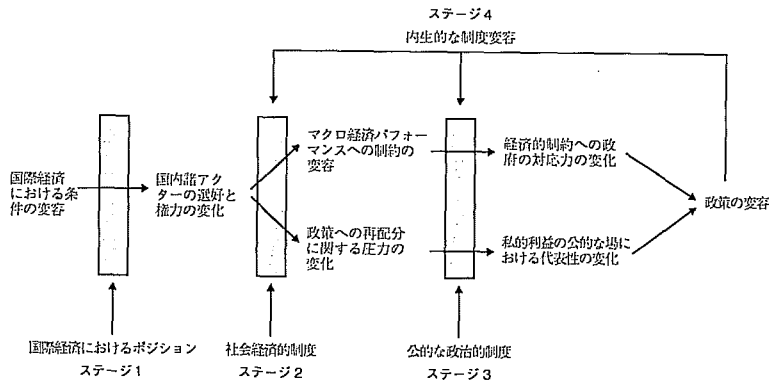 ステージ4
内生的な制度変容
国際経済
における条
件の変容
国内諸アク
ターの選好と
権力の変化
マクロ経済パフォー
マンスへの制約の
変容
政策への再配分
に関する圧力の
変化
経済的制約への政
府の対応力の変化
私的利益の公的な場に
おける代表性の変化
政策の変容
国際経済におけるポジション
ステージ1
社会経済的制度
ステージ2
公的な政治的制度
ステージ3